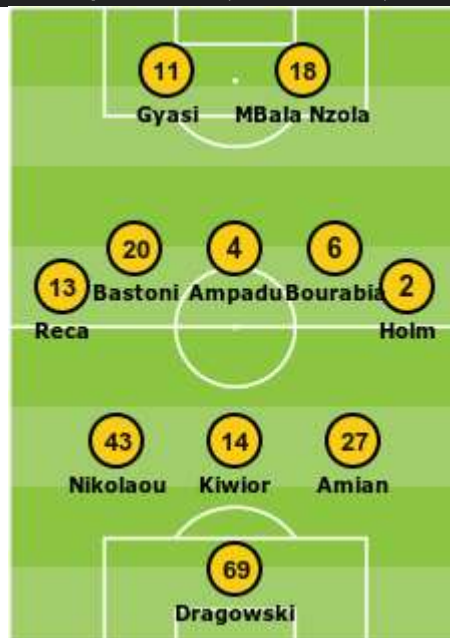 11 18
Gyasi MBala Nzola
20 4 6
13 2
Bastoni Ampadu Bourabia
Reca Holm
43 14 27
Nikolaou Kiwior Amian
69
Dragowski